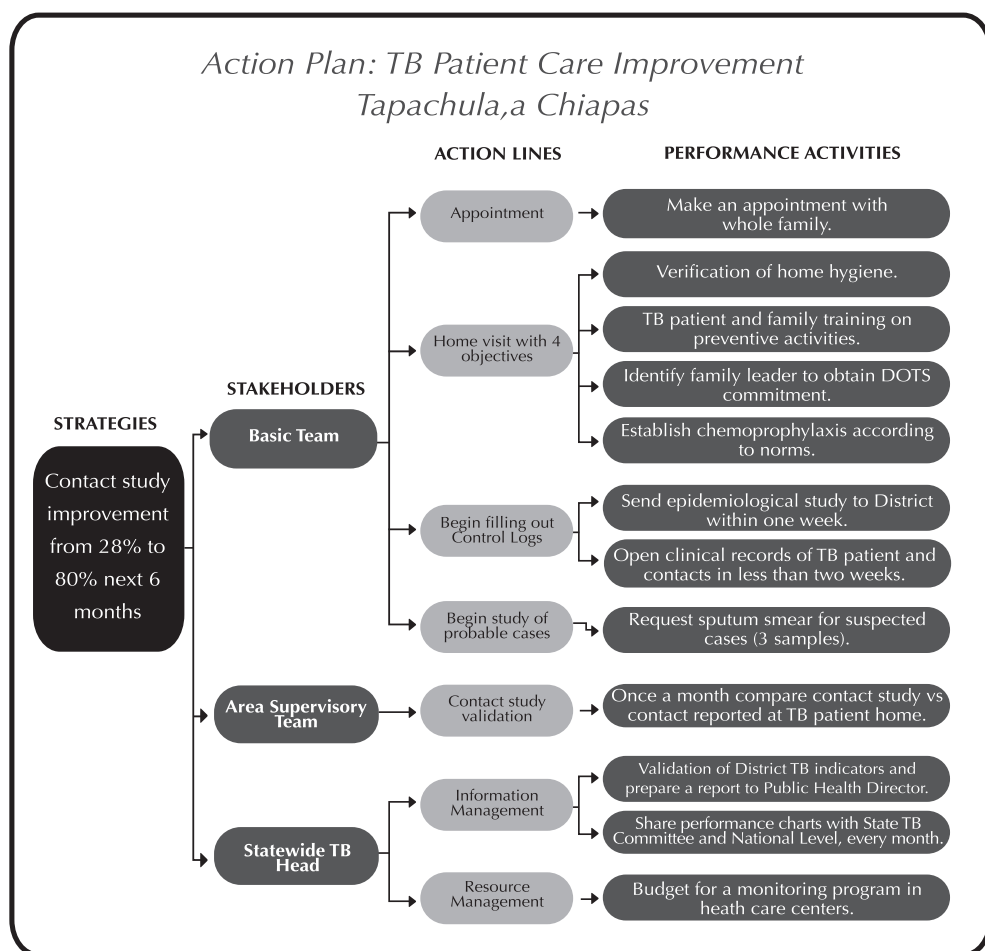 Action Plan: TB Patient Care Improvement
Tapachula,a Chiapas
ACTION LINES
PERFORMANCE ACTIVITIES
STAKEHOLDERS
STRATEGIES
Contact study
improvement
from 28% to
80% next 6
months
Basic Team
Appointment
Make an appointment with
whole family.
Home visit with 4
objectives
Verification of home hygiene.
TB patient and family training on
preventive activities.
Identify family leader to obtain DOTS
commitment.
Establish chemoprophylaxis according
to norms.
Begin filling out
Control Logs
Send epidemiological study to District
within one week.
Open clinical records of TB patient and
contacts in less than two weeks.
Begin study of
probable cases
Request sputum smear for suspected
cases (3 samples).
Area Supervisory
Team
Contact study
validation
Once a month compare contact study vs
contact reported at TB patient home.
Statewide TB
Head
Information
Management
Validation of District TB indicators and
prepare a report to Public Health Director.
Share performance charts with State TB
Committee and National Level, every month.
Resource
Management
Budget for a monitoring program in
heath care centers.